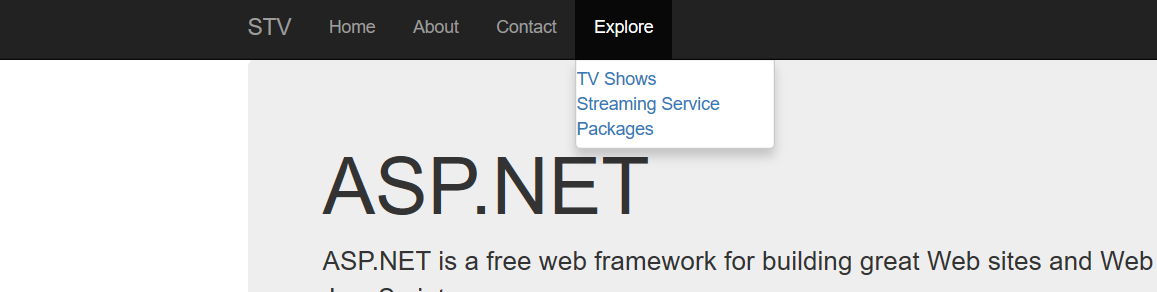 STV Home About Contact Explore
TV Shows
Streaming Service
Packages
ASP.NET
ASP.NET is a free web framework for building great Web sites and Web